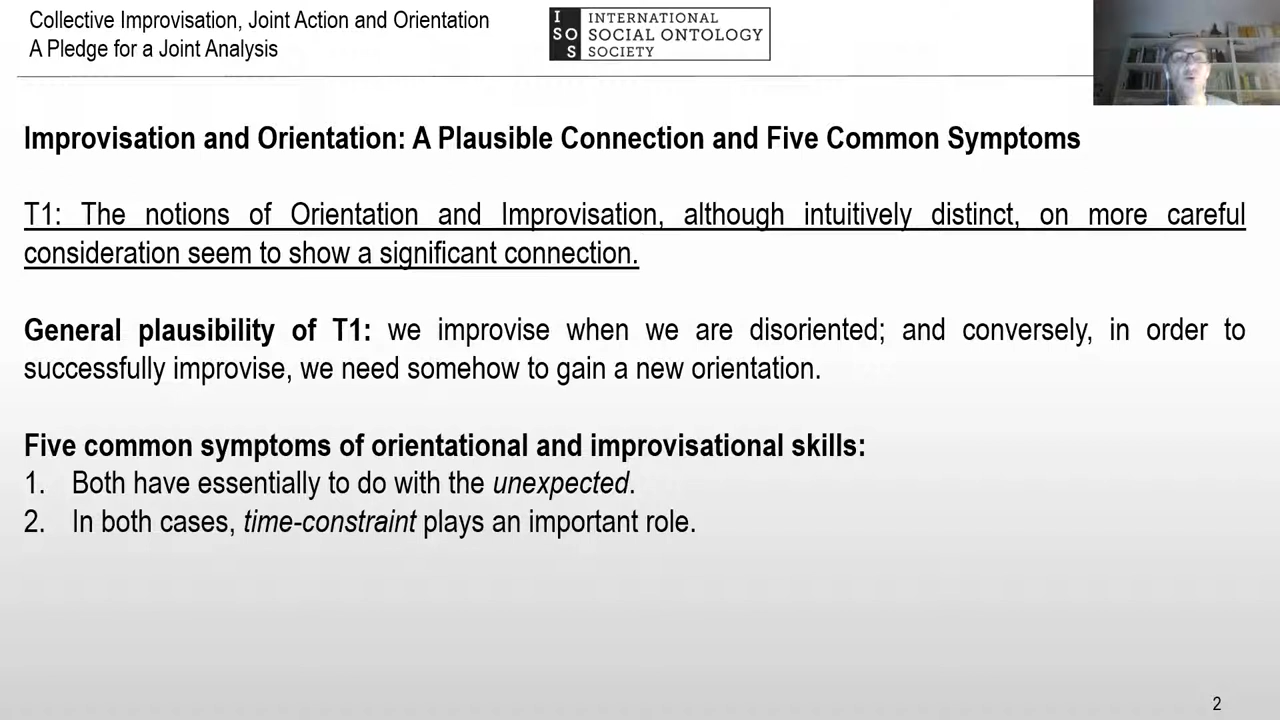 Collective Improvisation, Joint Action and Orientation
A Pledge for a Joint Analysis
I
SO
S
INTERNATIONAL
SOCIAL ONTOLOGY
SOCIETY
Improvisation and Orientation: A Plausible Connection and Five Common Symptoms
T1: The notions of Orientation and Improvisation, although intuitively distinct, on more careful
consideration seem to show a significant connection.
General plausibility of T1: we improvise when we are disoriented; and conversely, in order to
successfully improvise, we need somehow to gain a new orientation.
Five common symptoms of orientational and improvisational skills:
1. Both have essentially to do with the unexpected.
2. In both cases, time-constraint plays an important role.
2